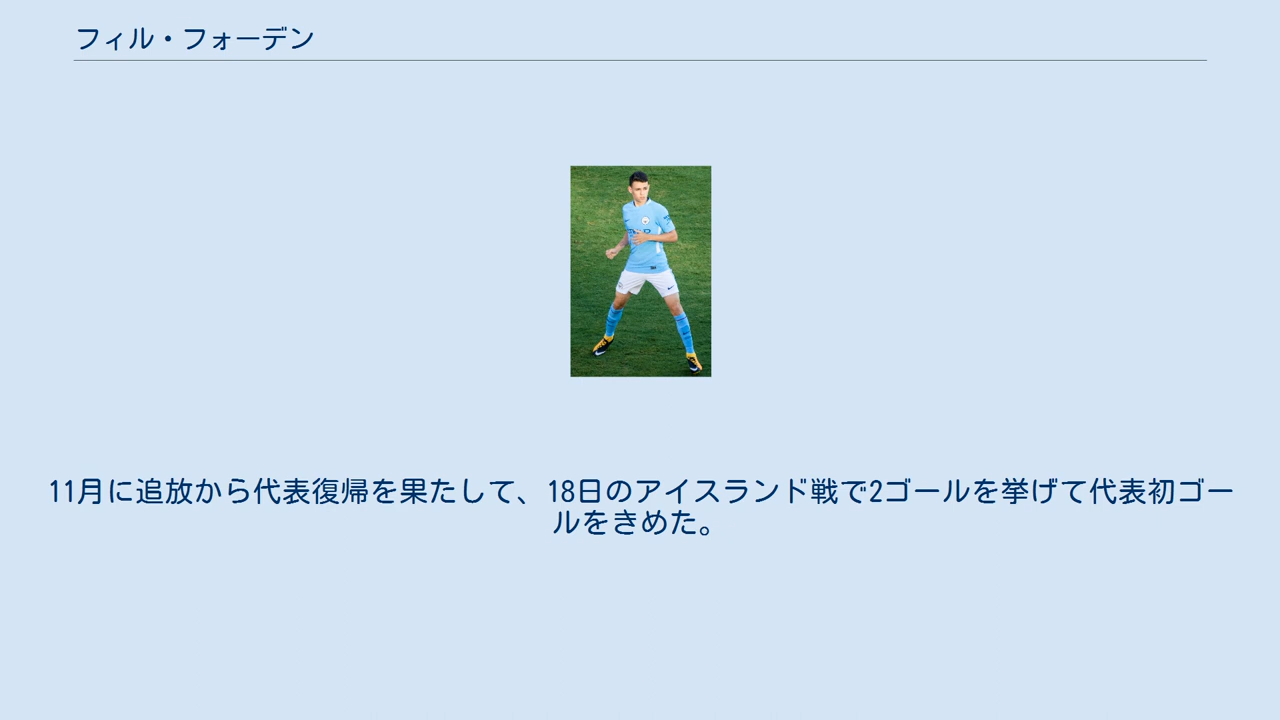 フィル・フォーデン
11月に追放から代表復帰を果たして、18日のアイスランド戦で2ゴールを挙げて代表初ゴー
ルをきめた。